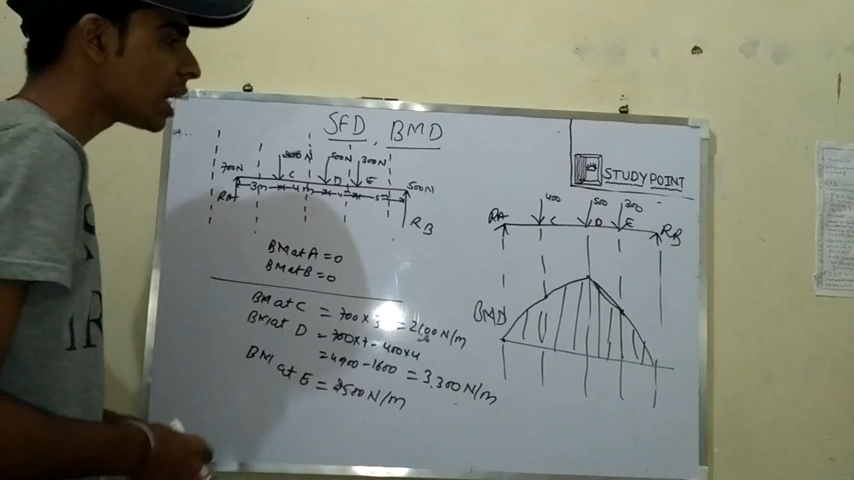 SFD, BMD
700N 400N 500N 300N
C D E 500N
RA 3m 4m 4 5 RB
BM at A = 0
BM at B = 0
BM at C = 700×3 = 2100 N/m
BM at D = 700×7 - 400×4
= 4900 - 1600 = 3300 N/m
BM at E = 2500 N/m
STUDY POINT
400 500 300
RA C D E RB
BMD